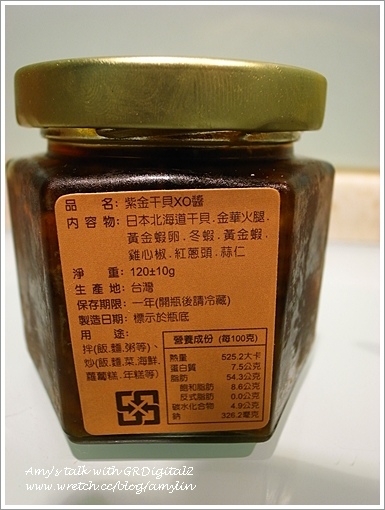 品名: 紫金干貝XO醬
內容物: 日本北海道干貝.金華火腿.
黃金蝦卵.冬蝦.黃金蝦.
雞心椒.紅蔥頭.蒜仁
淨重: 120±10g
生產地: 台灣
保存期限: 一年(開瓶後請冷藏)
製造日期: 標示於瓶底
用途:
拌(飯.麵.粥等)、
炒(飯.麵.菜.海鮮.
蘿蔔糕.年糕等)
營養成份 (每100克)
熱量 525.2大卡
蛋白質 7.5公克
脂肪 54.3公克
飽和脂肪 8.6公克
反式脂肪 0.0公克
碳水化合物 4.9公克
鈉 326.2毫克
Amy's talk with GRDigital2
www.wretch.cc/blog/amylin